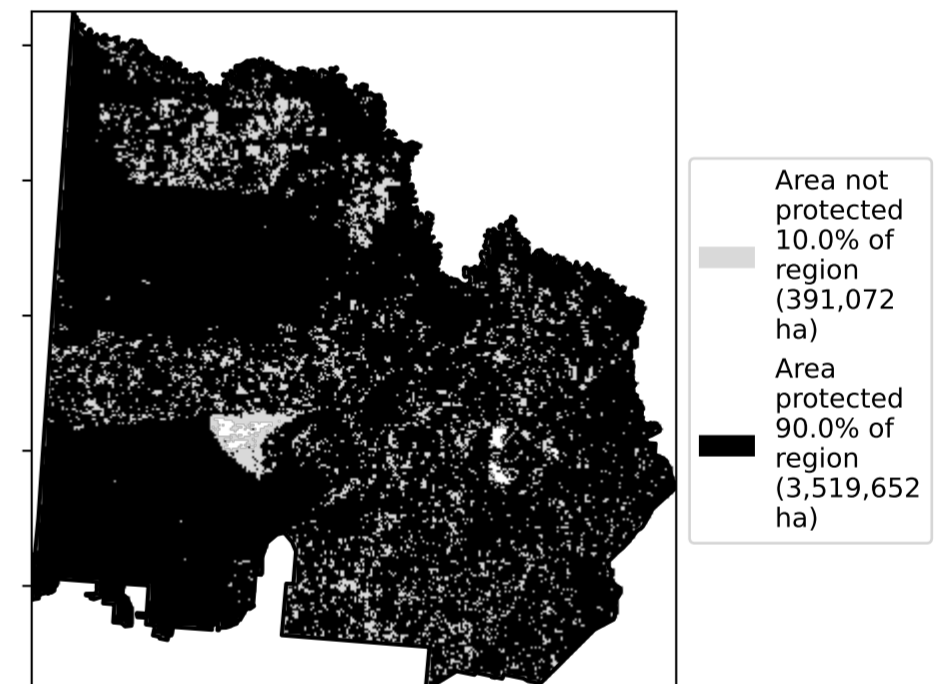 Area not
protected
10.0% of
region
(391,072
ha)
Area
protected
90.0% of
region
(3,519,652
ha)